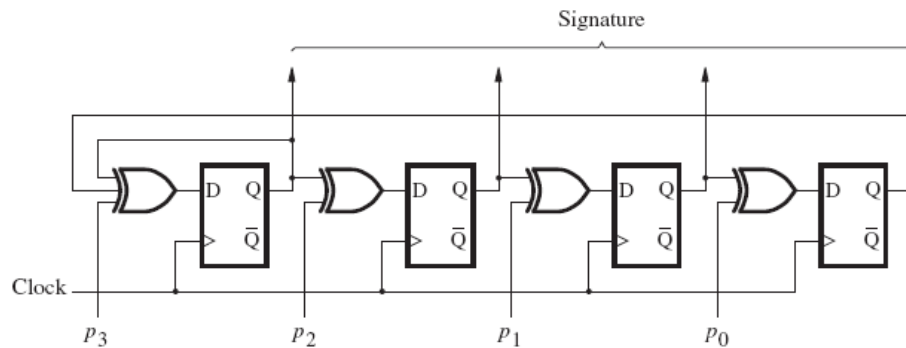 Signature
D Q D Q D Q D Q
Q̅ Q̅ Q̅ Q̅
Clock
p₃ p₂ p₁ p₀